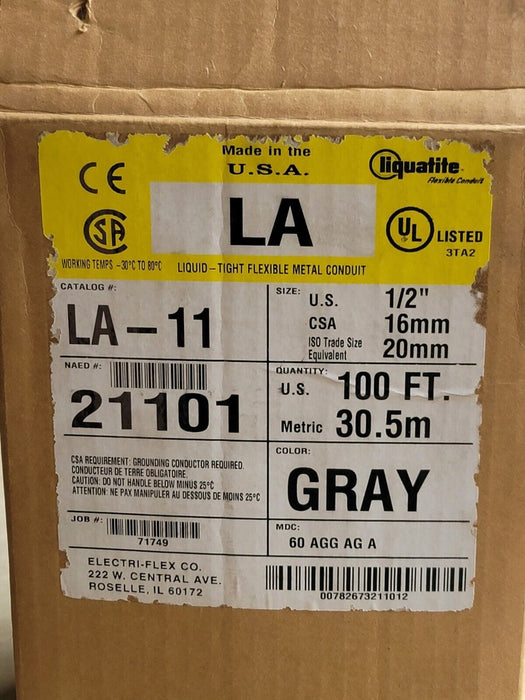 Made in the
U.S.A.
CE
liquatite
Flexible Conduit
LA
SA
UL LISTED
3TA2
WORKING TEMPS -30°C TO 80°C
LIQUID-TIGHT FLEXIBLE METAL CONDUIT
CATALOG #:
LA-11
SIZE: U.S. 1/2"
CSA 16mm
ISO Trade Size
Equivalent 20mm
NAED #:
21101
QUANTITY:
U.S. 100 FT.
Metric 30.5m
CSA REQUIREMENT: GROUNDING CONDUCTOR REQUIRED.
CONDUCTEUR DE TERRE OBLIGATOIRE.
CAUTION: DO NOT HANDLE BELOW MINUS 25°C
ATTENTION: NE PAX MANIPULER AU DESSOUS DE MOINS 25°C
COLOR:
GRAY
JOB #:
71749
MDC:
60 AGG AG A
ELECTRI-FLEX CO.
222 W. CENTRAL AVE.
ROSELLE, IL 60172
00782673211012